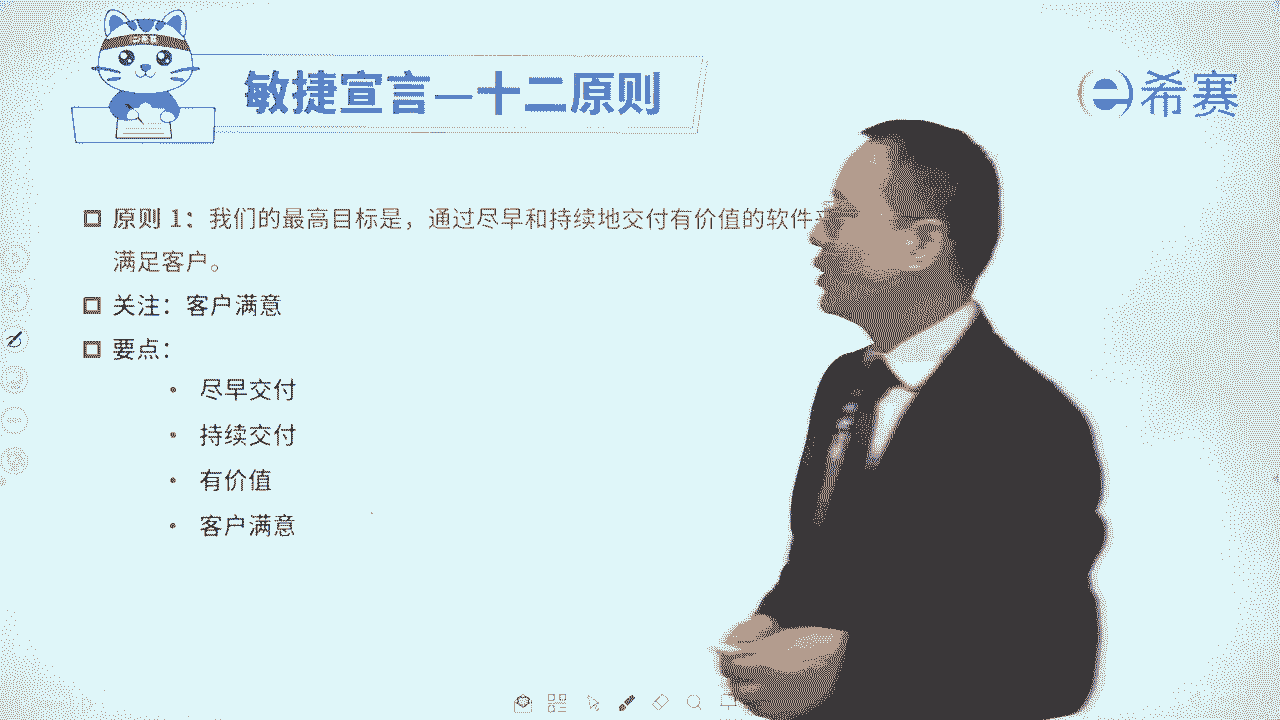 敏捷宣言—十二原则
希赛
原则 1：我们的最高目标是，通过尽早和持续地交付有价值的软件来
满足客户。
关注：客户满意
要点：
• 尽早交付
• 持续交付
• 有价值
• 客户满意